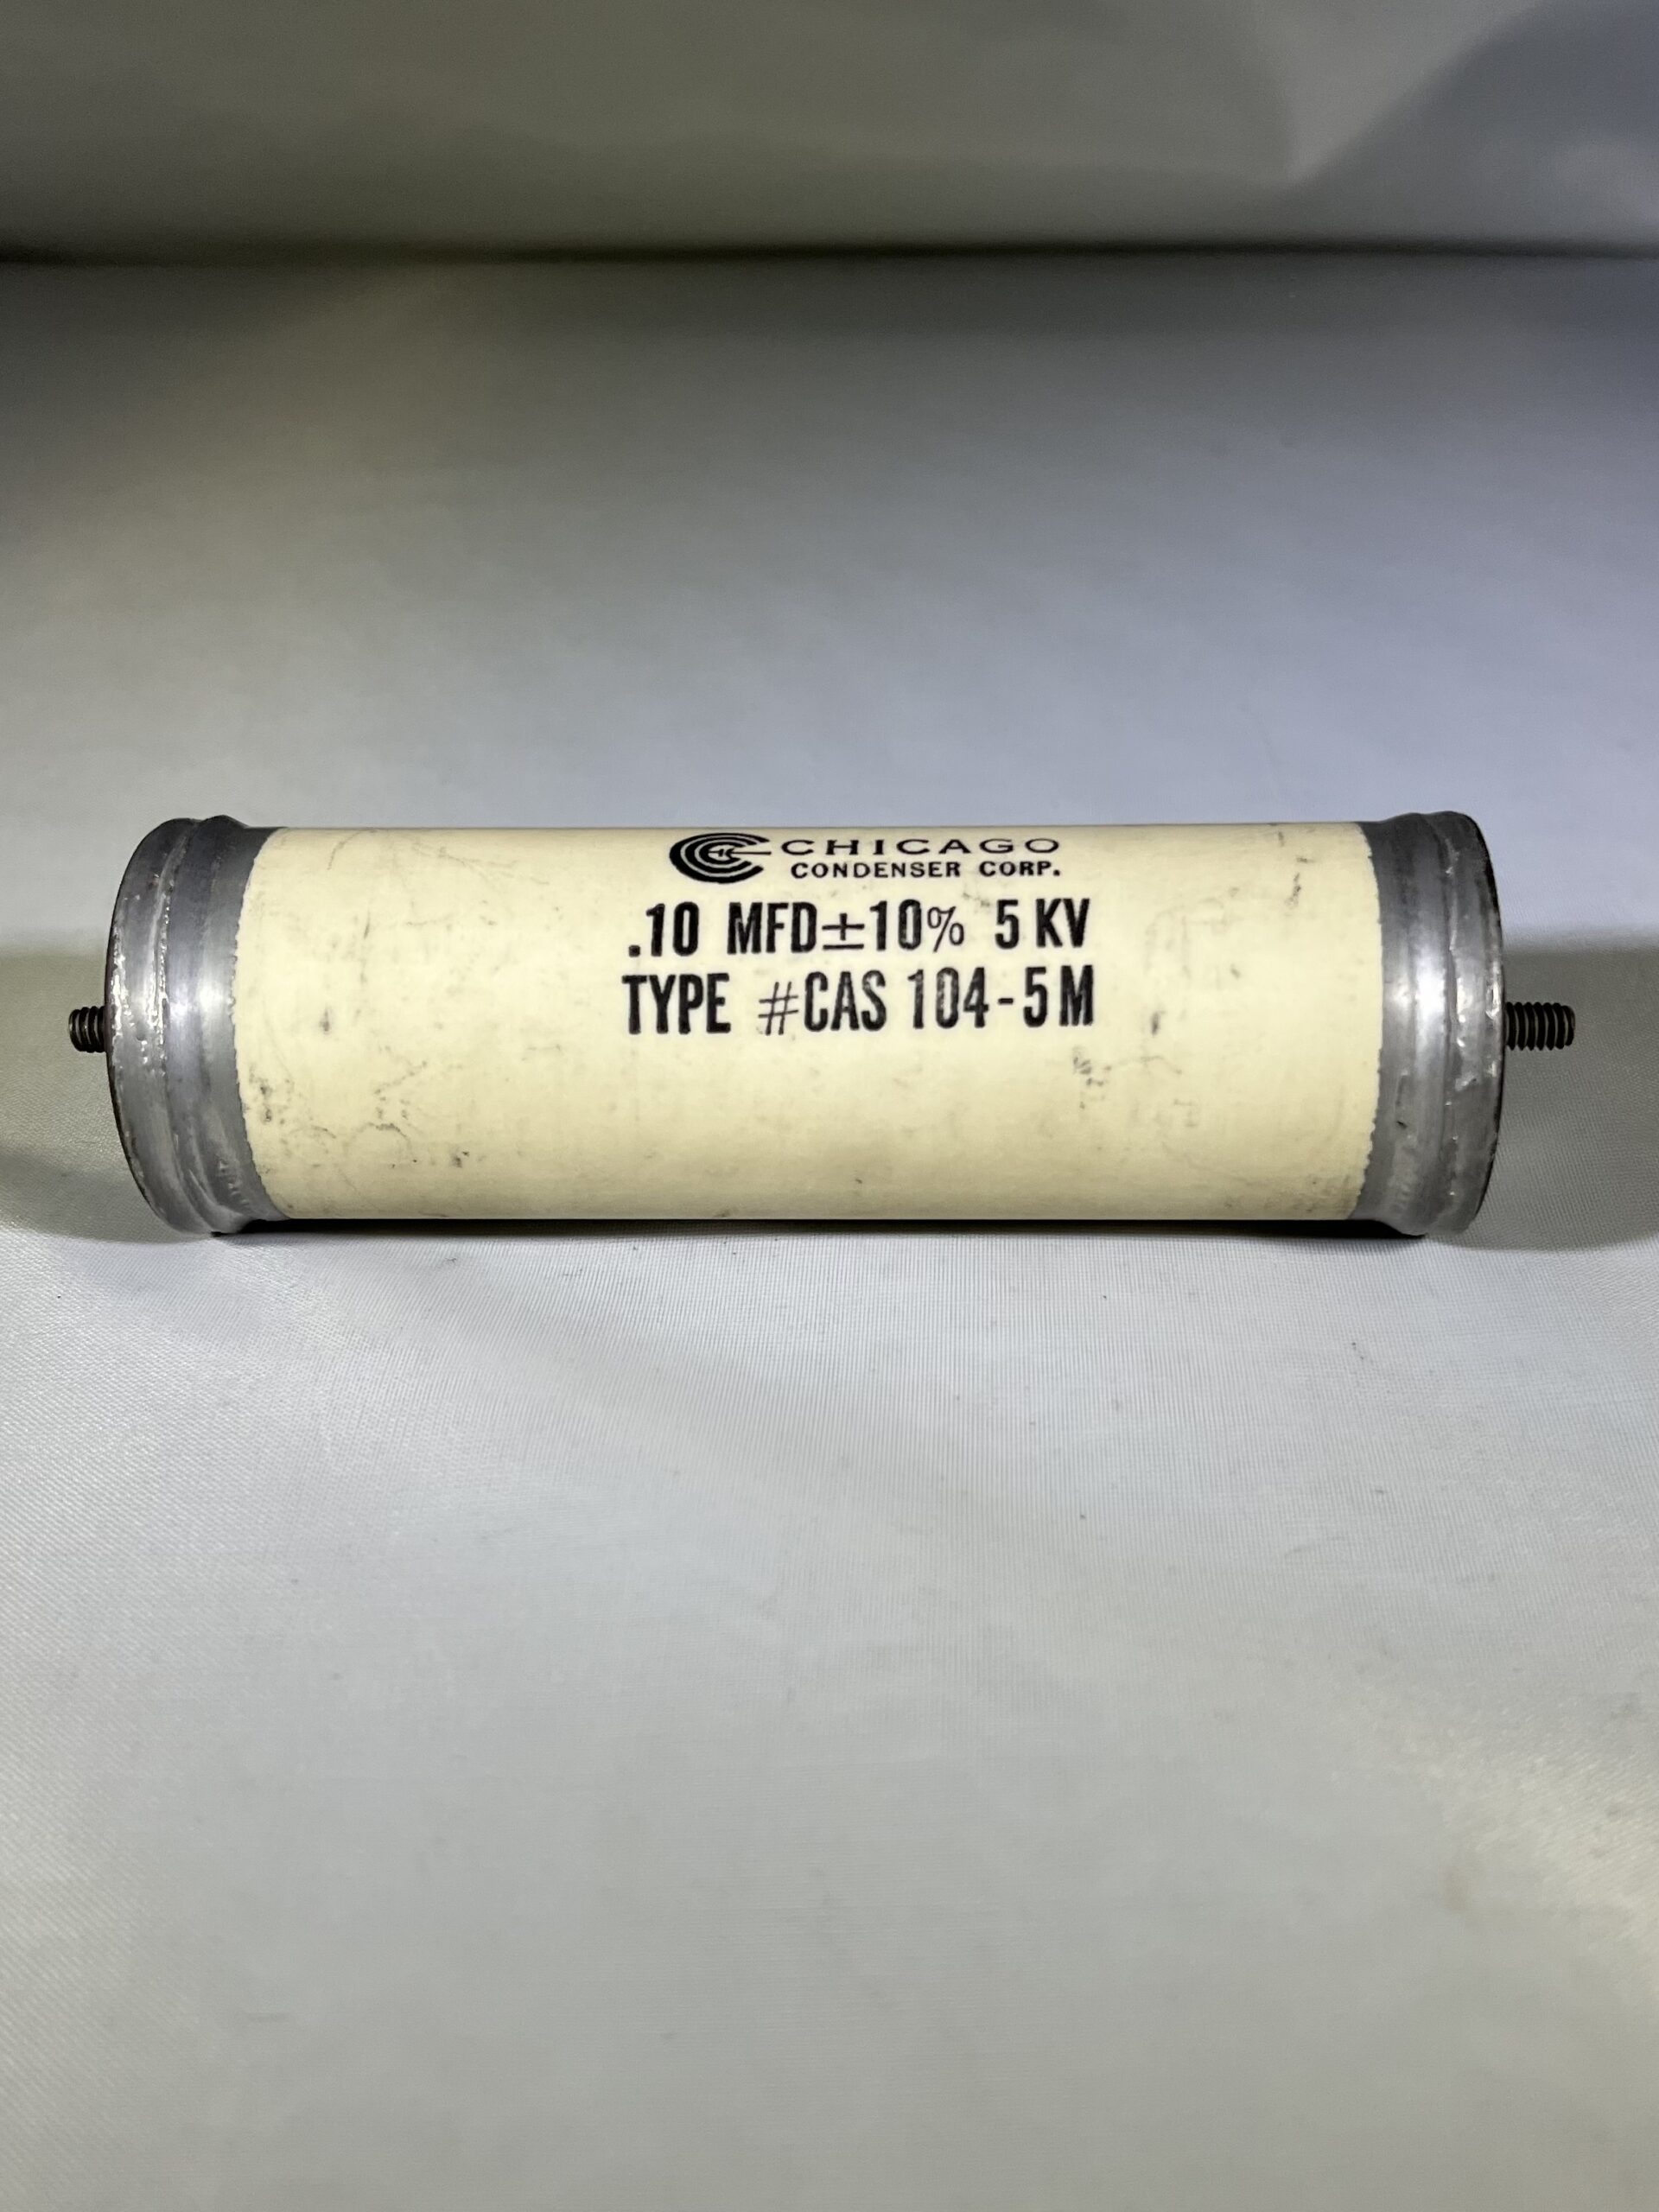 CHICAGO
CONDENSER CORP.
.10 MFD±10% 5 KV
TYPE #CAS 104-5M